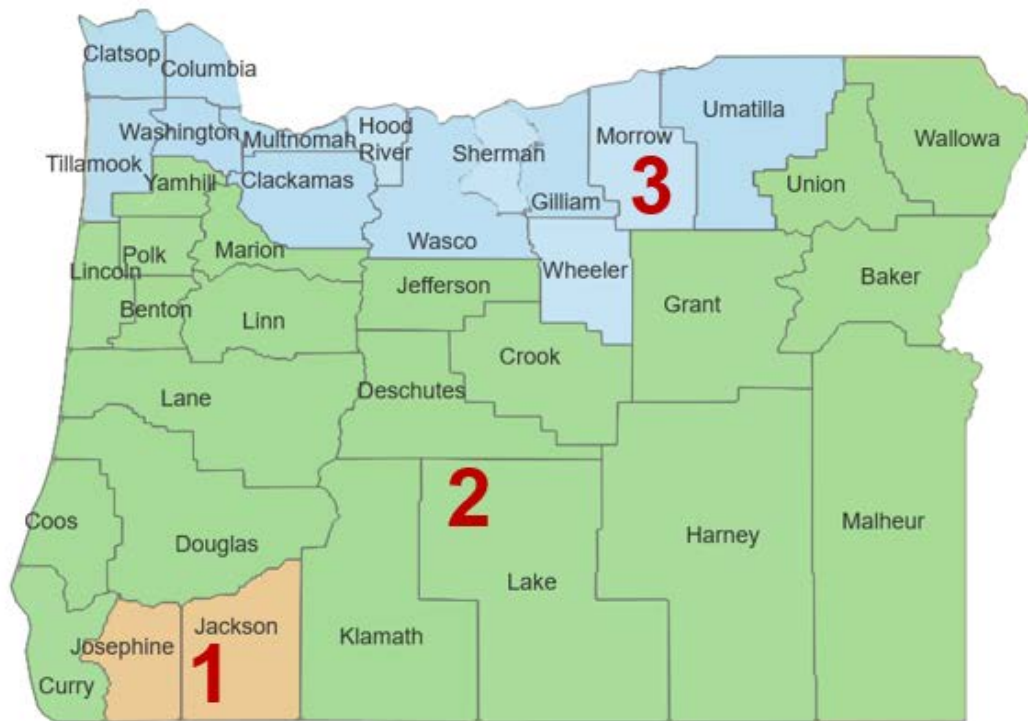 Clatsop
Columbia
Washington
Multnomah
Hood
River
Sherman
Morrow
Umatilla
Wallowa
Tillamook
Yamhill
Clackamas
Gilliam
3
Union
Wasco
Marion
Polk
Lincoln
Wheeler
Jefferson
Baker
Benton
Linn
Grant
Crook
Deschutes
Lane
2
Coos
Douglas
Harney
Malheur
Lake
Jackson
Klamath
Josephine
1
Curry